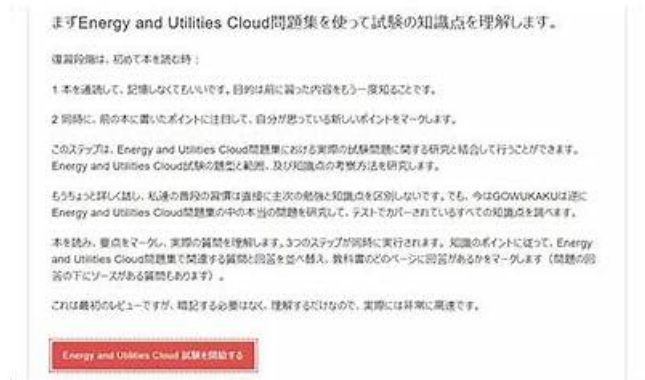 まずEnergy and Utilities Cloud問題集を使って試験の知識点を理解します。
復習段階は、初めて本を読む時：
1 本を通読して、記憶しなくてもいいです。目的は前に習った内容をもう一度知ることです。
2 同時に、前の本に書いたポイントに注目して、自分が思っている新しいポイントをマークします。
このステップは、Energy and Utilities Cloud問題集における実際の試験問題に関する研究と結合して行うことができます。
Energy and Utilities Cloud試験の題型と範囲、及び知識点の考察方法を研究します。
もうちょっと詳しく話し、私達の普段の習慣は直接に主次の勉強と知識点を区別しないです。でも、今はGOWUKAKUは逆に
Energy and Utilities Cloud問題集の中の本当の問題を研究して、テストでカバーされているすべての知識点を調べます。
本を読み、要点をマークし、実際の質問を理解します。3つのステップが同時に実行されます。 知識のポイントに従って、Energy
and Utilities Cloud問題集で関連する質問と回答を並べ替え、教科書のどのページに回答があるかをマークします（問題の回
答の下にソースがある質問もあります）。
これは最初のレビューですが、暗記する必要はなく、理解するだけなので、実際には非常に高速です。
Energy and Utilities Cloud 試験を開始する